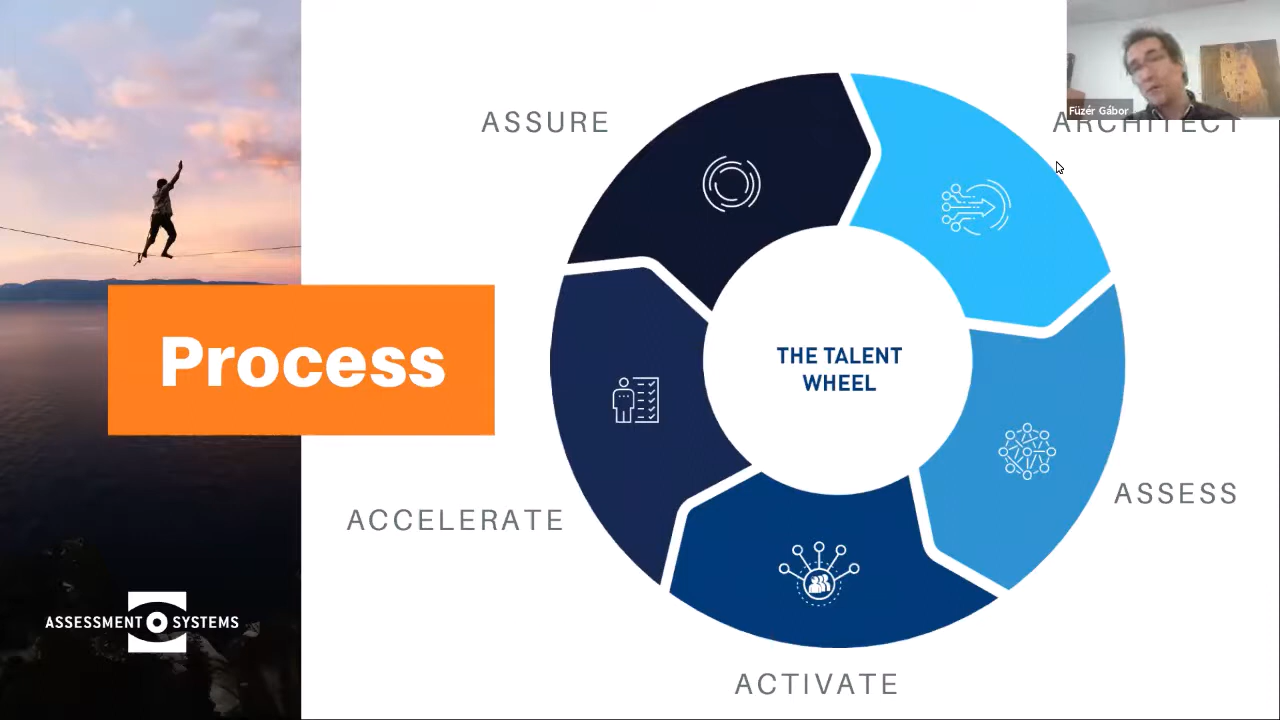 Process
ASSESSMENT SYSTEMS
ASSURE
ARCHITECT
Füzér Gábor
THE TALENT
WHEEL
ASSESS
ACCELERATE
ACTIVATE